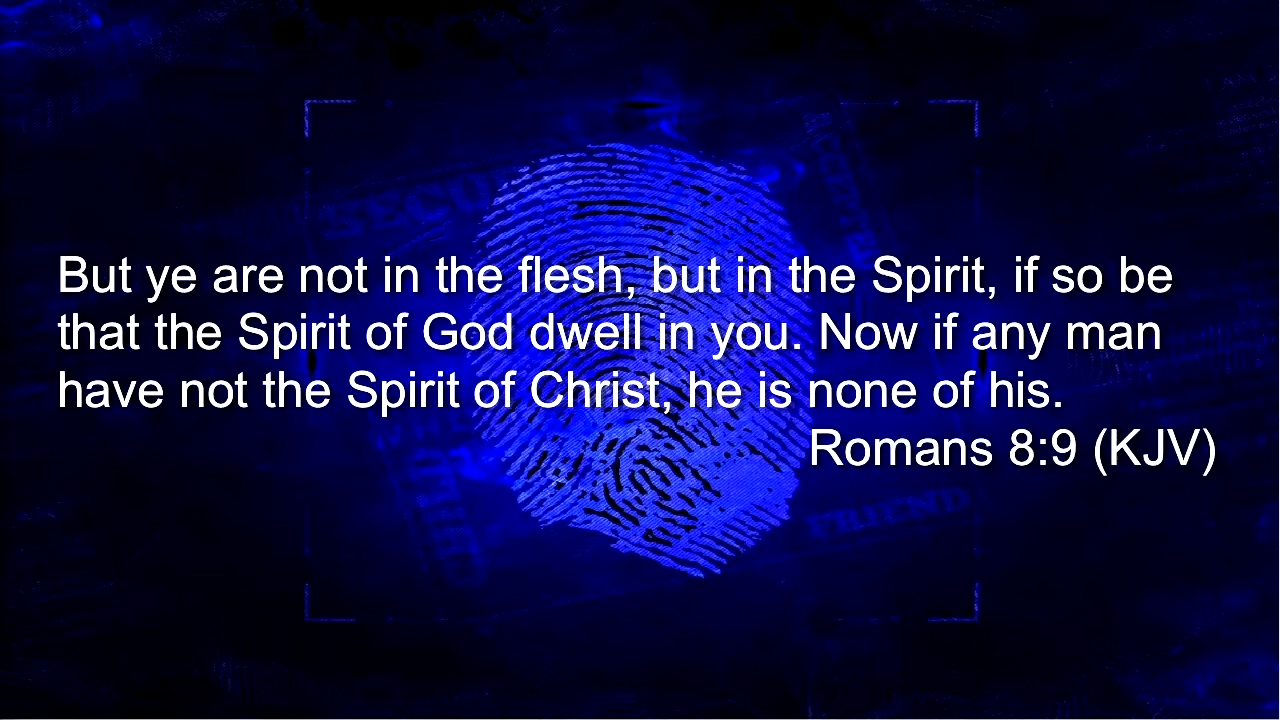 But ye are not in the flesh, but in the Spirit, if so be
that the Spirit of God dwell in you. Now if any man
have not the Spirit of Christ, he is none of his.
Romans 8:9 (KJV)
FRIEND